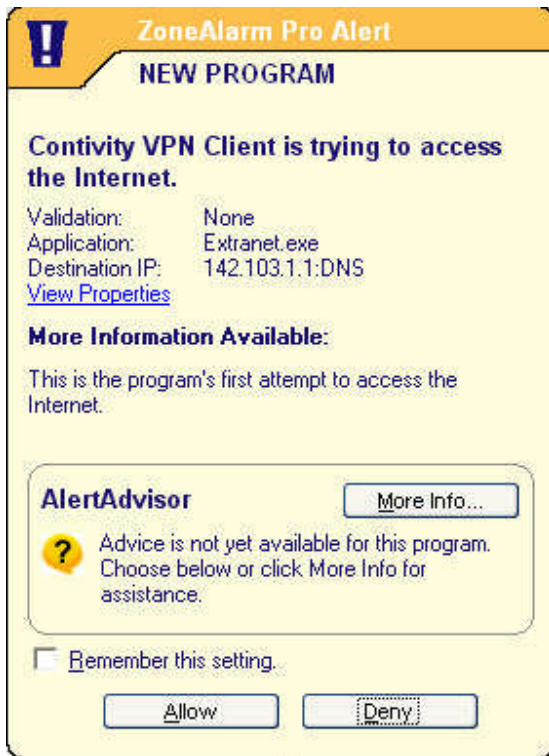 ZoneAlarm Pro Alert
NEW PROGRAM
Contivity VPN Client is trying to access
the Internet.
Validation: None
Application: Extranet.exe
Destination IP: 142.103.1.1:DNS
View Properties
More Information Available:
This is the program's first attempt to access the
Internet.
AlertAdvisor
More Info...
Advice is not yet available for this program.
Choose below or click More Info for
assistance.
Remember this setting.
Allow Deny